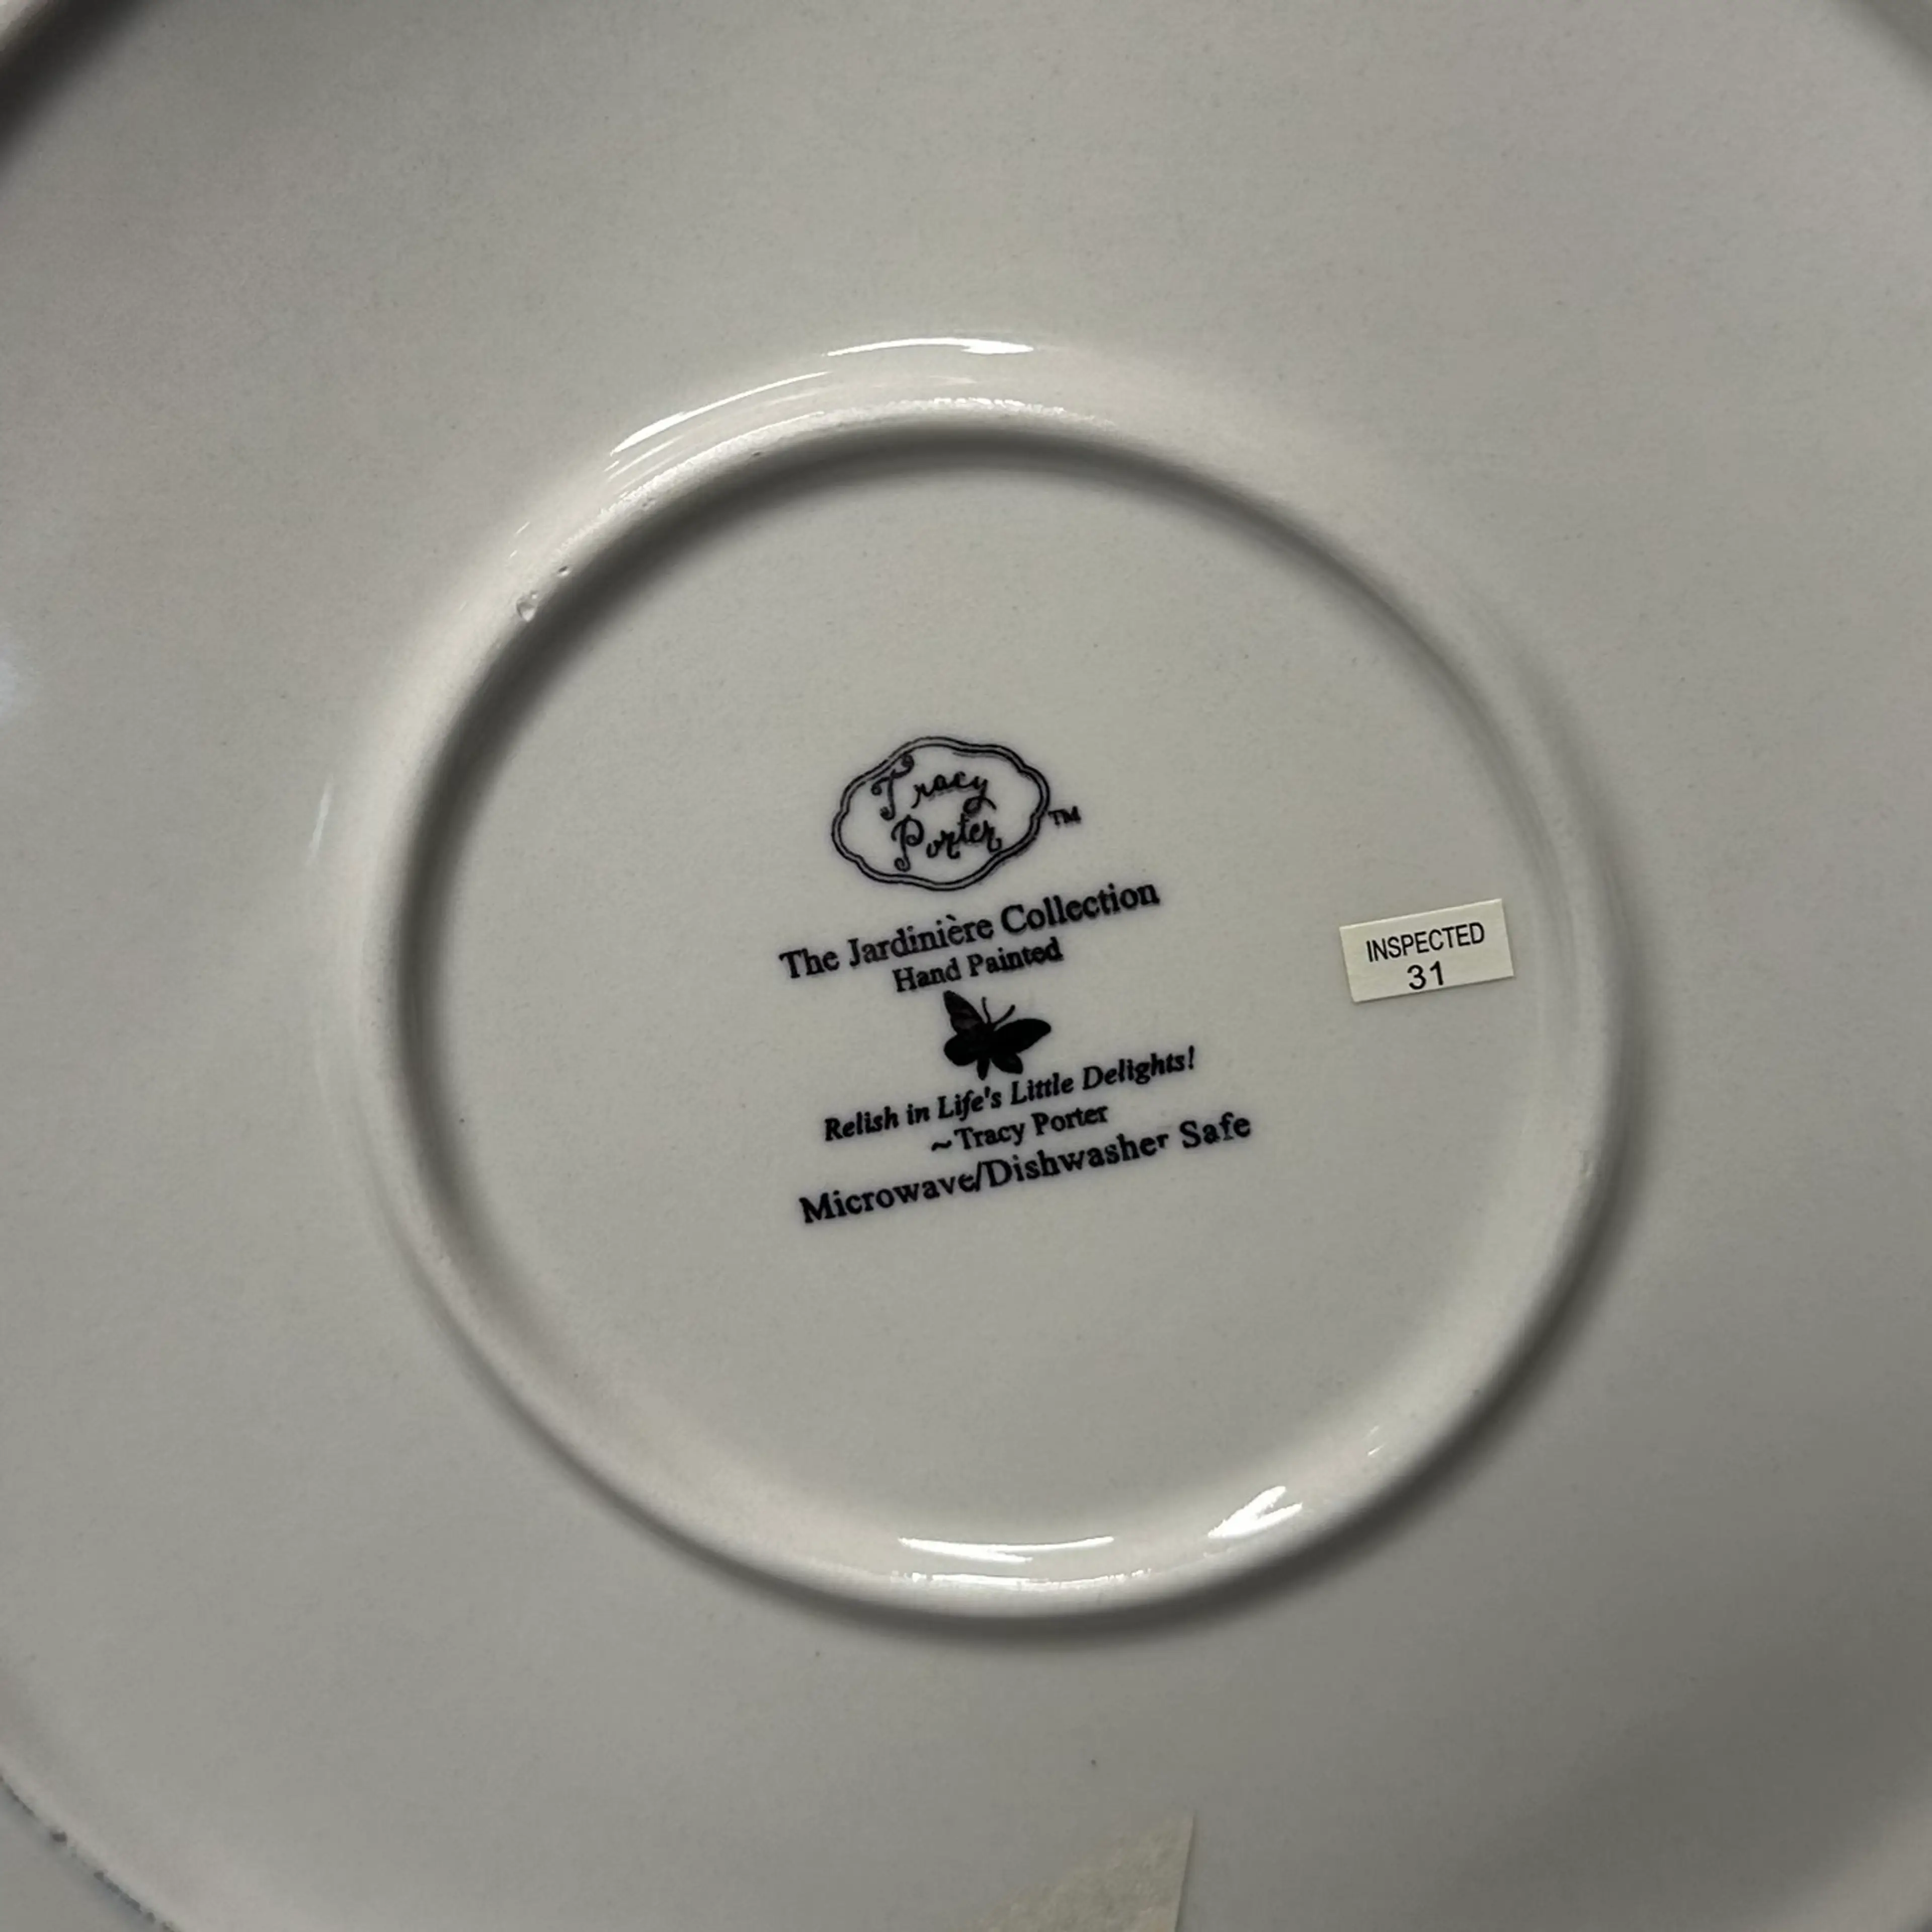 Tracy
Porter
TM
The Jardinière Collection
Hand Painted
Relish in Life's Little Delights!
~Tracy Porter
Microwave/Dishwasher Safe
INSPECTED
31